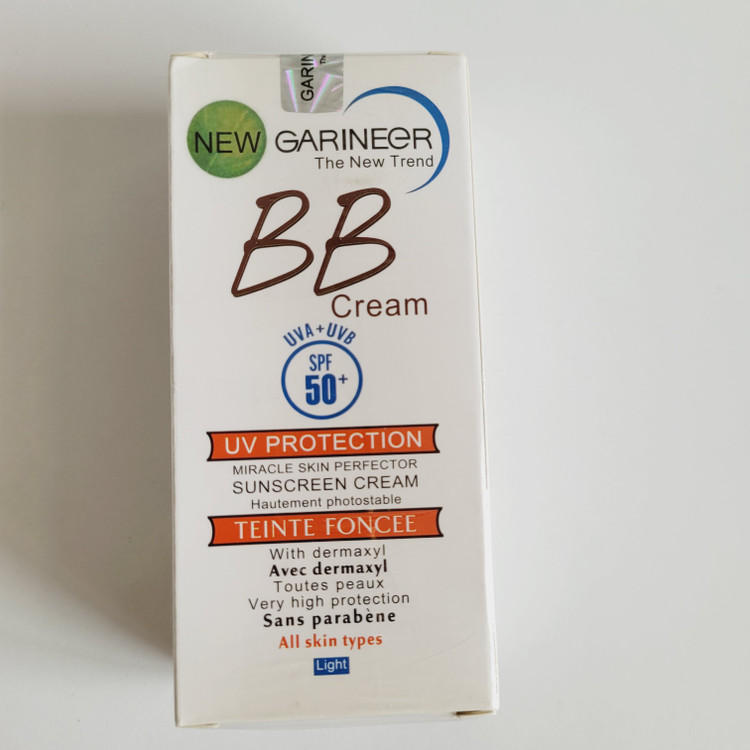 GARIN
NEW GARINEER
The New Trend
BB
Cream
UVA+UVB
SPF
50+
UV PROTECTION
MIRACLE SKIN PERFECTOR
SUNSCREEN CREAM
Hautement photostable
TEINTE FONCEE
With dermaxyl
Avec dermaxyl
Toutes peaux
Very high protection
Sans parabène
All skin types
Light